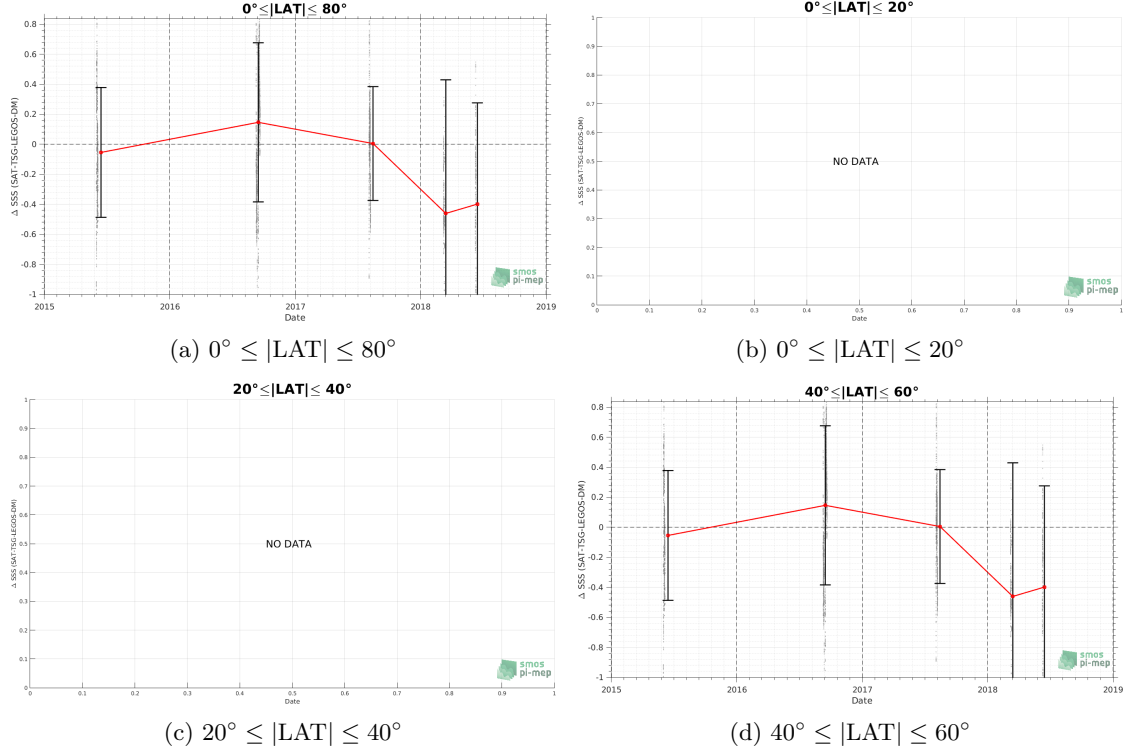 0°≤|LAT|≤ 80°
0.8
0.6
0.4
0.2
0
-0.2
-0.4
-0.6
-0.8
-1
Δ SSS (SAT-TSG-LEGOS-DM)
2015
2016
2017
2018
2019
Date
smos
pi-mep
(a) 0° ≤ |LAT| ≤ 80°
0°≤|LAT|≤ 20°
1
0.9
0.8
0.7
0.6
0.5
0.4
0.3
0.2
0.1
0
Δ SSS (SAT-TSG-LEGOS-DM)
NO DATA
0 0.1 0.2 0.3 0.4 0.5 0.6 0.7 0.8 0.9 1
Date
smos
pi-mep
(b) 0° ≤ |LAT| ≤ 20°
20°≤|LAT|≤ 40°
1
0.9
0.8
0.7
0.6
0.5
0.4
0.3
0.2
0.1
0
Δ SSS (SAT-TSG-LEGOS-DM)
NO DATA
0 0.1 0.2 0.3 0.4 0.5 0.6 0.7 0.8 0.9 1
Date
smos
pi-mep
(c) 20° ≤ |LAT| ≤ 40°
40°≤|LAT|≤ 60°
0.8
0.6
0.4
0.2
0
-0.2
-0.4
-0.6
-0.8
-1
Δ SSS (SAT-TSG-LEGOS-DM)
2015
2016
2017
2018
2019
Date
smos
pi-mep
(d) 40° ≤ |LAT| ≤ 60°